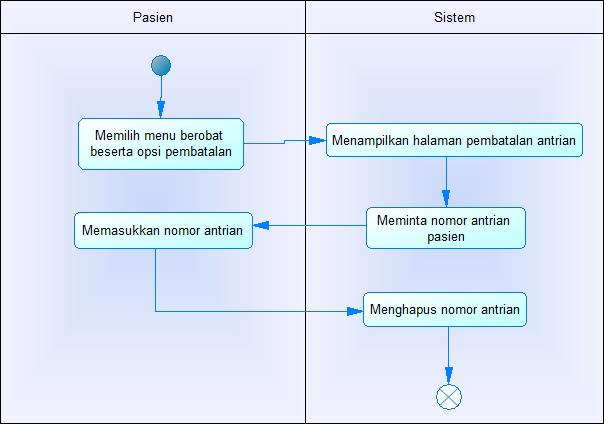 Pasien
Sistem
Memilih menu berobat
beserta opsi pembatalan
Menampilkan halaman pembatalan antrian
Meminta nomor antrian
pasien
Memasukkan nomor antrian
Menghapus nomor antrian